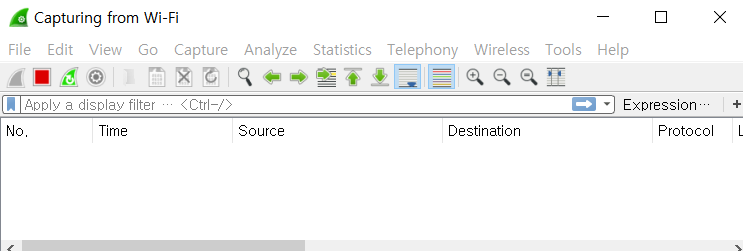 Capturing from Wi-Fi
File Edit View Go Capture Analyze Statistics Telephony Wireless Tools Help
Apply a display filter ··· <Ctrl-/> Expression··· +
No. Time Source Destination Protocol L